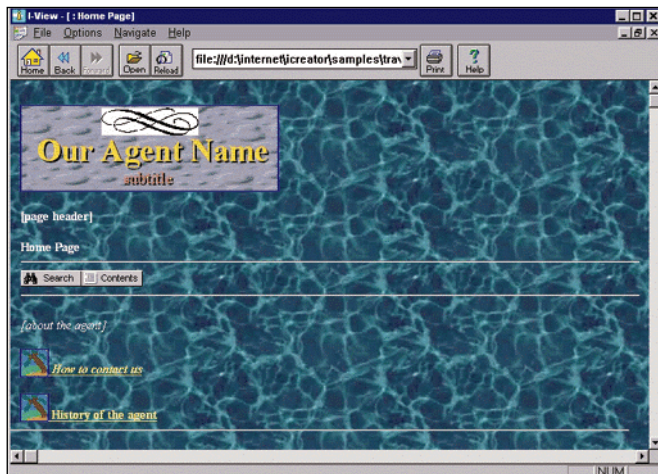 I-View - [ : Home Page]
File Options Navigate Help
Home Back Forward Open Reload file:///d:\internet\icreator\samples\trav Print Help
Our Agent Name
subtitle
[page header]
Home Page
Search Contents
[about the agent]
How to contact us
History of the agent
NUM